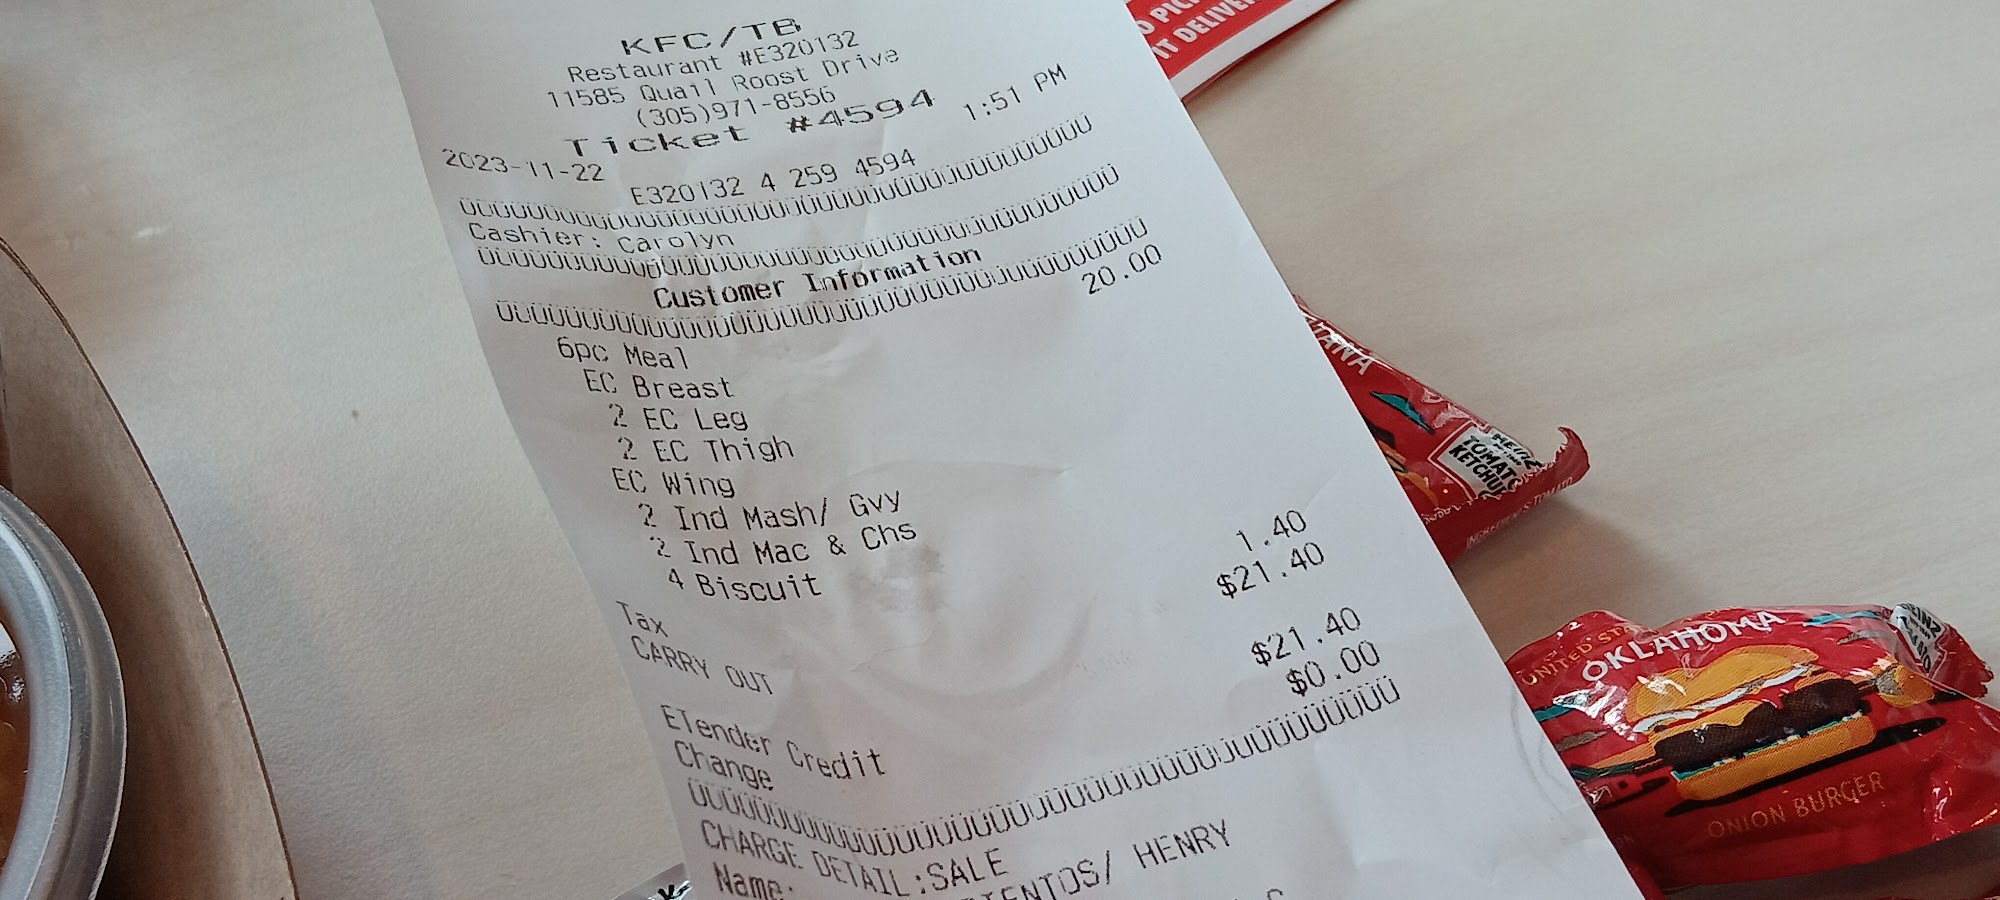 KFC/TB
Restaurant #E320132
11585 Quail Roost Drive
(305)971-8556
Ticket #4594
2023-11-22 1:51 PM
E320132 4 259 4594
Cashier: Carolyn
Customer Information
6pc Meal 20.00
EC Breast
2 EC Leg
2 EC Thigh
EC Wing
2 Ind Mash/ Gvy
2 Ind Mac & Chs
4 Biscuit
Tax 1.40
CARRY OUT $21.40
ETender Credit $21.40
Change $0.00
CHARGE DETAIL:SALE
Name: HENRY
HEINZ
TOMATO
KETCHUP
UNITED
OKLAHOMA
ONION BURGER
HEINZ